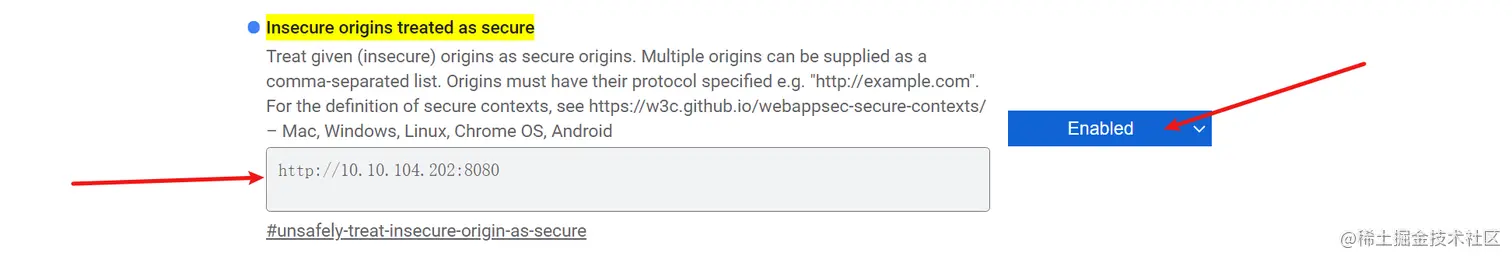 Insecure origins treated as secure
Treat given (insecure) origins as secure origins. Multiple origins can be supplied as a
comma-separated list. Origins must have their protocol specified e.g. "http://example.com".
For the definition of secure contexts, see https://w3c.github.io/webappsec-secure-contexts/
– Mac, Windows, Linux, Chrome OS, Android
Enabled
http://10.10.104.202:8080
#unsafely-treat-insecure-origin-as-secure
@稀土掘金技术社区